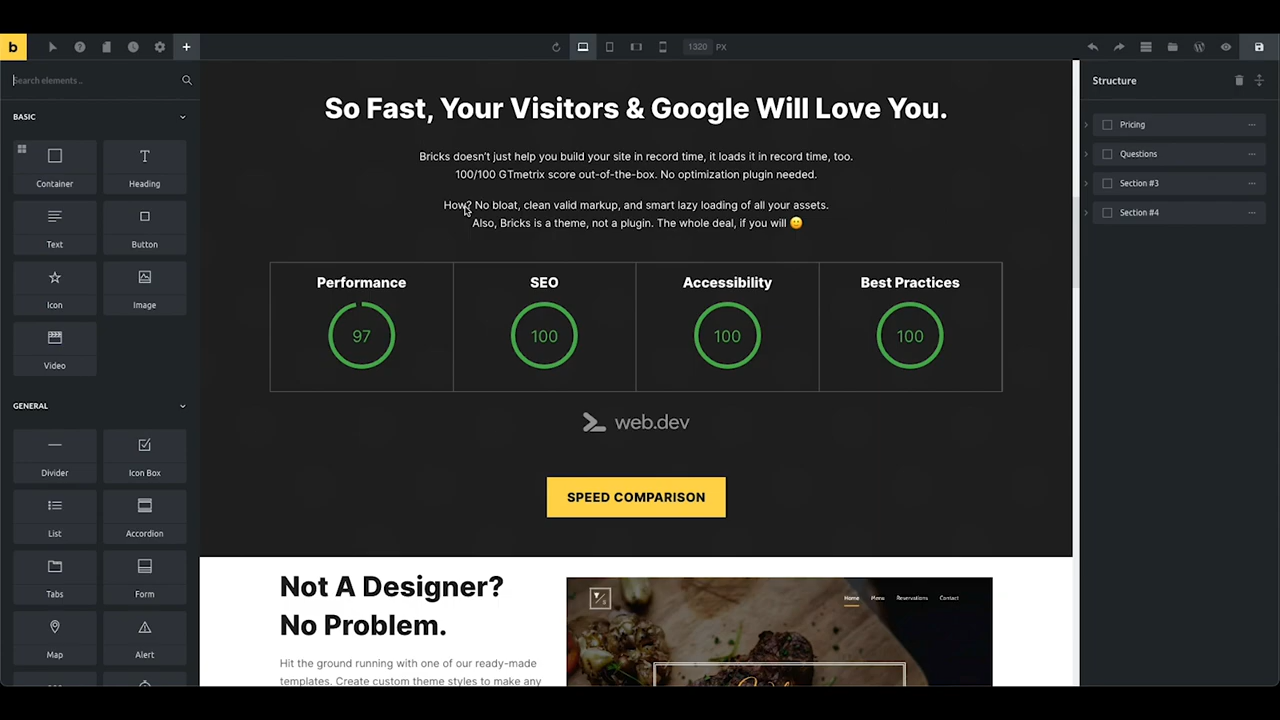 b
1320 PX
Search elements ..
BASIC
Container
Heading
Text
Button
Icon
Image
Video
GENERAL
Divider
Icon Box
List
Accordion
Tabs
Form
Map
Alert
So Fast, Your Visitors & Google Will Love You.
Bricks doesn't just help you build your site in record time, it loads it in record time, too.
100/100 GTmetrix score out-of-the-box. No optimization plugin needed.
How? No bloat, clean valid markup, and smart lazy loading of all your assets.
Also, Bricks is a theme, not a plugin. The whole deal, if you will 🙂
Performance SEO Accessibility Best Practices
97 100 100 100
web.dev
SPEED COMPARISON
Not A Designer?
No Problem.
Hit the ground running with one of our ready-made
templates. Create custom theme styles to make any
Home Menu Reservations Contact
Structure
Pricing
Questions
Section #3
Section #4